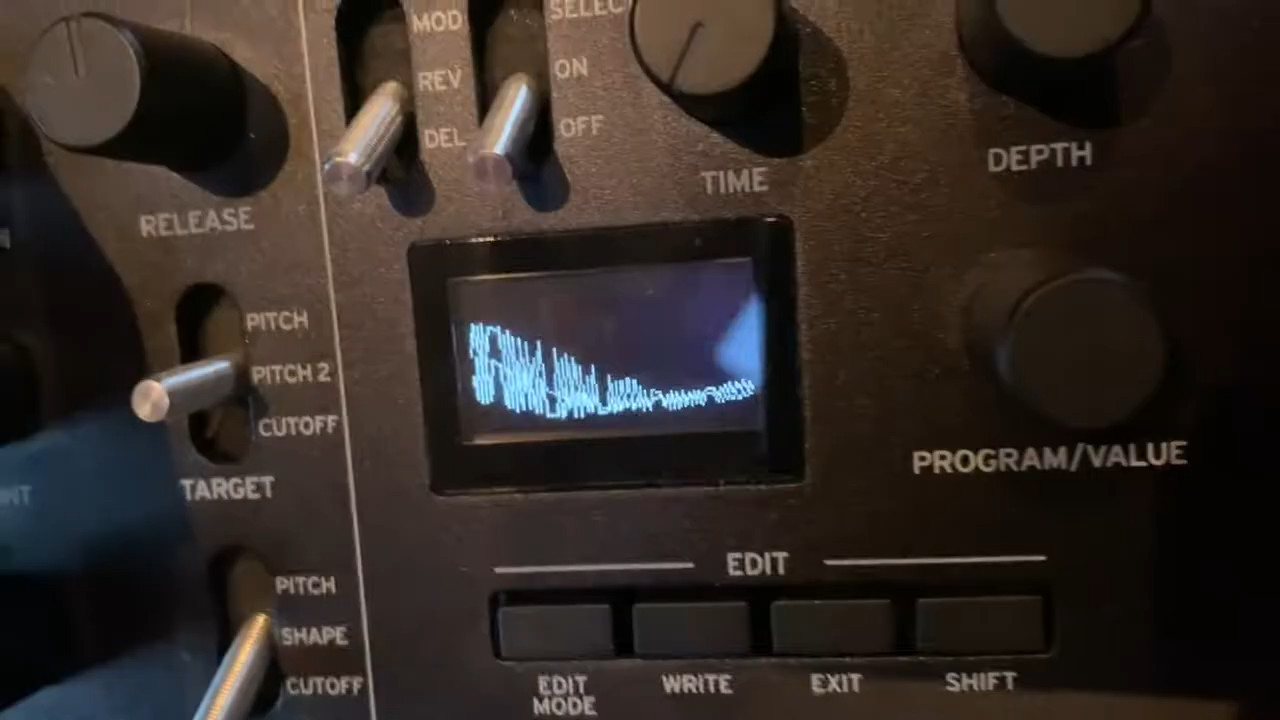 MOD
REV
DEL
SELEC
ON
OFF
TIME
DEPTH
RELEASE
PITCH
PITCH 2
CUTOFF
TARGET
PROGRAM/VALUE
PITCH
SHAPE
CUTOFF
EDIT
EDIT
MODE
WRITE
EXIT
SHIFT